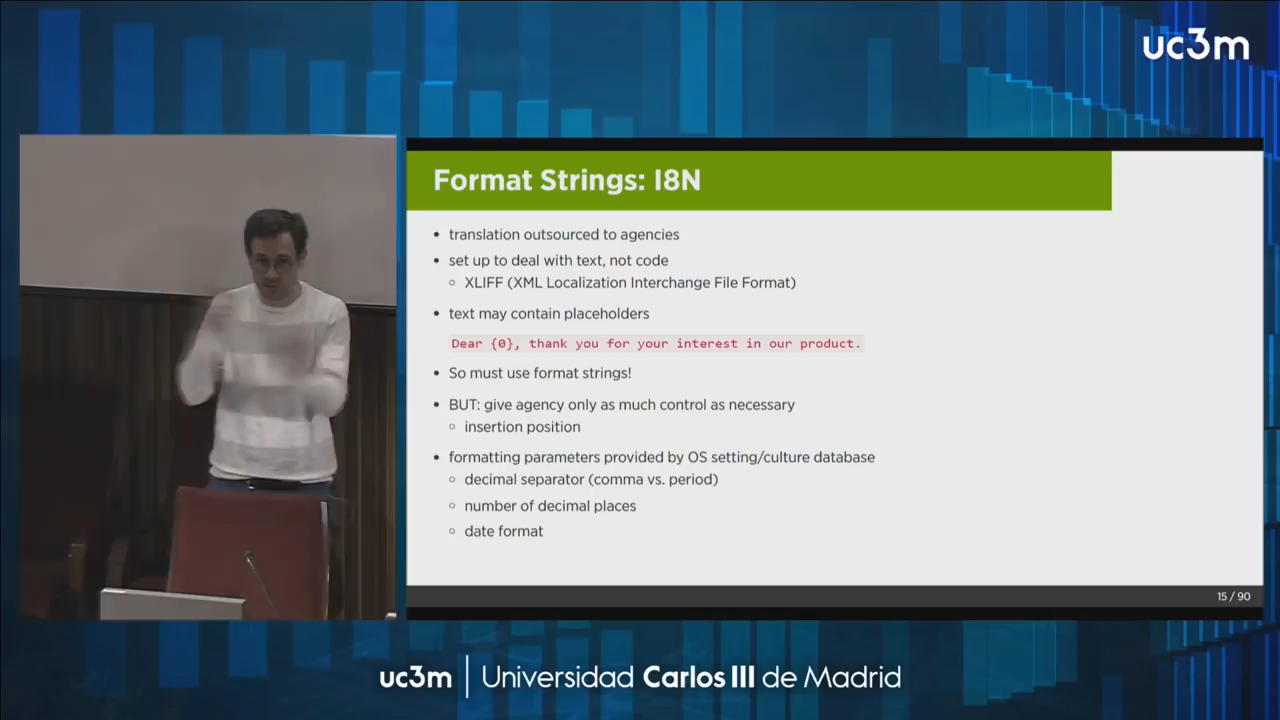 uc3m
Format Strings: I8N
• translation outsourced to agencies
• set up to deal with text, not code
◦ XLIFF (XML Localization Interchange File Format)
• text may contain placeholders
Dear {0}, thank you for your interest in our product.
• So must use format strings!
• BUT: give agency only as much control as necessary
◦ insertion position
• formatting parameters provided by OS setting/culture database
◦ decimal separator (comma vs. period)
◦ number of decimal places
◦ date format
15 / 90
uc3m | Universidad Carlos III de Madrid